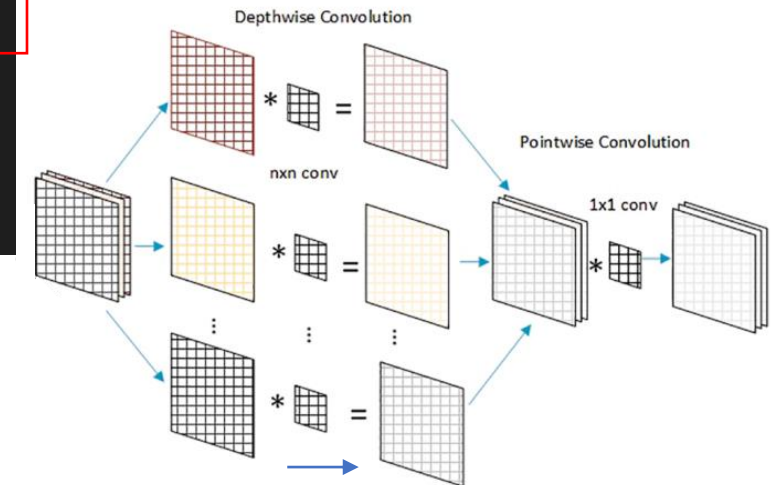 Depthwise Convolution
* =
Pointwise Convolution
nxn conv
1x1 conv
* =
*
* =